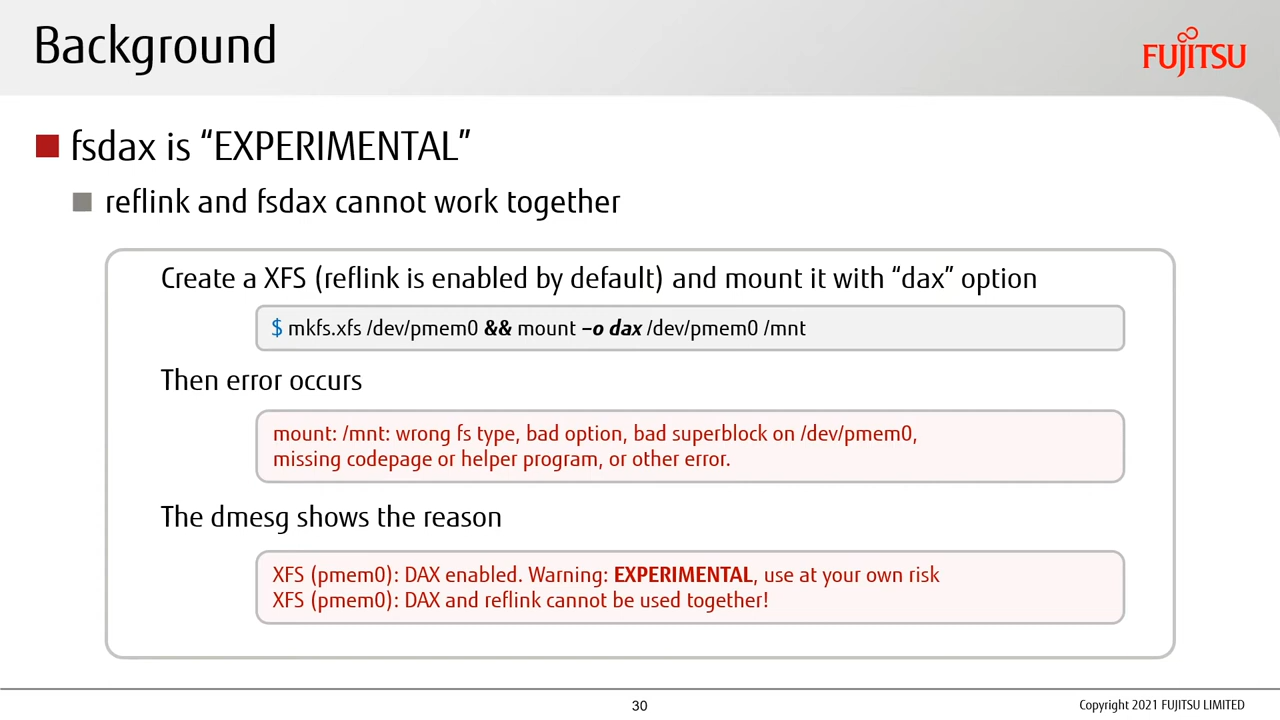 Background
FUJITSU
fsdax is “EXPERIMENTAL”
reflink and fsdax cannot work together
Create a XFS (reflink is enabled by default) and mount it with “dax” option
$ mkfs.xfs /dev/pmem0 && mount –o dax /dev/pmem0 /mnt
Then error occurs
mount: /mnt: wrong fs type, bad option, bad superblock on /dev/pmem0,
missing codepage or helper program, or other error.
The dmesg shows the reason
XFS (pmem0): DAX enabled. Warning: EXPERIMENTAL, use at your own risk
XFS (pmem0): DAX and reflink cannot be used together!
30
Copyright 2021 FUJITSU LIMITED